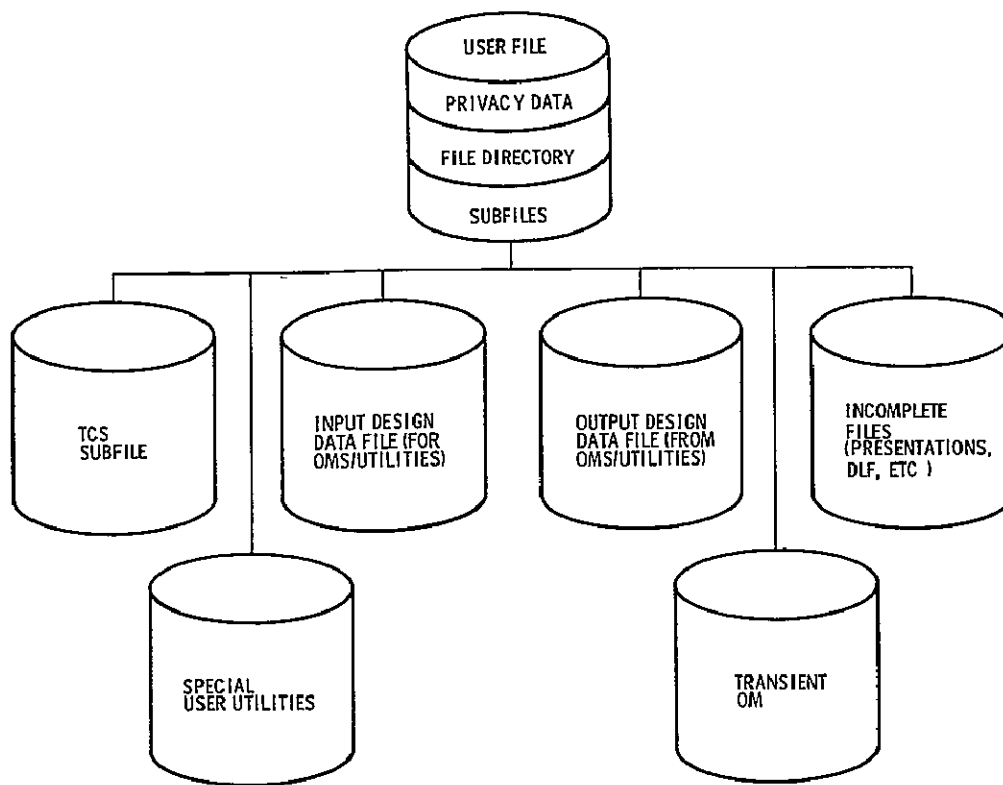 USER FILE
PRIVACY DATA
FILE DIRECTORY
SUBFILES
TCS
SUBFILE
INPUT DESIGN
DATA FILE (FOR
OMS/UTILITIES)
OUTPUT DESIGN
DATA FILE (FROM
OMS/UTILITIES)
INCOMPLETE
FILES
(PRESENTATIONS,
DLF, ETC )
SPECIAL
USER UTILITIES
TRANSIENT
OM